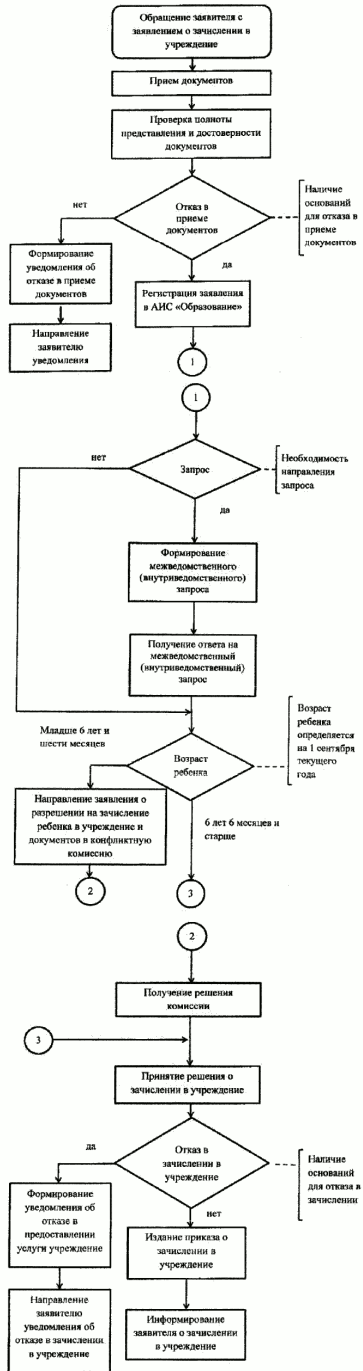 Обращение заявителя с
заявлением о зачислении в
учреждение
Прием документов
Проверка полноты
представления и достоверности
документов
нет
Отказ в
приеме
документов
Наличие
оснований
для отказа в
приеме
документов
Формирование
уведомления об
отказе в приеме
документов
да
Регистрация заявления
в АИС «Образование»
Направление
заявителю
уведомления
1
1
нет
Запрос
Необходимость
направления
запроса
да
Формирование
межведомственного
(внутриведомственного)
запроса
Получение ответа на
межведомственный
(внутриведомственный)
запрос
Младше 6 лет и
шести месяцев
Возраст
ребенка
Возраст
ребенка
определяется
на 1 сентября
текущего
года
Направление заявления о
разрешении на зачисление
ребенка в учреждение и
документов в конфликтную
комиссию
6 лет 6 месяцев и
старше
2
3
2
Получение решения
комиссии
3
Принятие решения о
зачислении в учреждение
да
Отказ в
зачислении в
учреждение
Наличие
оснований
для отказа в
зачислении
Формирование
уведомления об
отказе в
предоставлении
услуги учреждение
нет
Издание приказа о
зачислении в
учреждение
Направление
заявителю
уведомления об
отказе в зачислении
в учреждение
Информирование
заявителя о зачислении
в учреждение